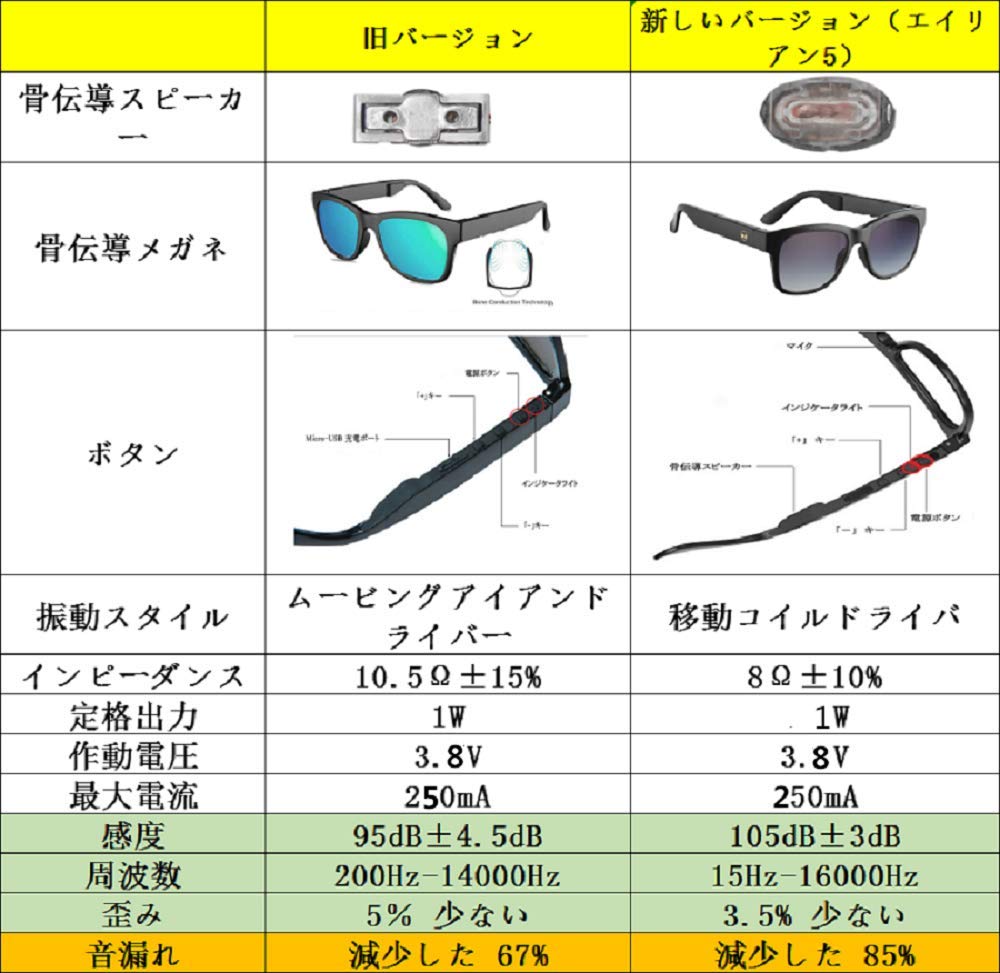 旧バージョン
新しいバージョン（エイリ
アン5）
骨伝導スピーカ
ー
骨伝導メガネ
Bone Conduction Technology
ボタン
電源ボタン
「+」キー
Micro-USB 充電ポート
インジケータライト
「-」キー
マイク
インジケータライト
「+」キー
骨伝導スピーカー
電源ボタン
「-」キー
振動スタイル
ムービングアイアンド
ライバー
移動コイルドライバ
インピーダンス
10.5Ω±15%
8Ω±10%
定格出力
1W
1W
作動電圧
3.8V
3.8V
最大電流
250mA
250mA
感度
95dB±4.5dB
105dB±3dB
周波数
200Hz-14000Hz
15Hz-16000Hz
歪み
5% 少ない
3.5% 少ない
音漏れ
減少した 67%
減少した 85%